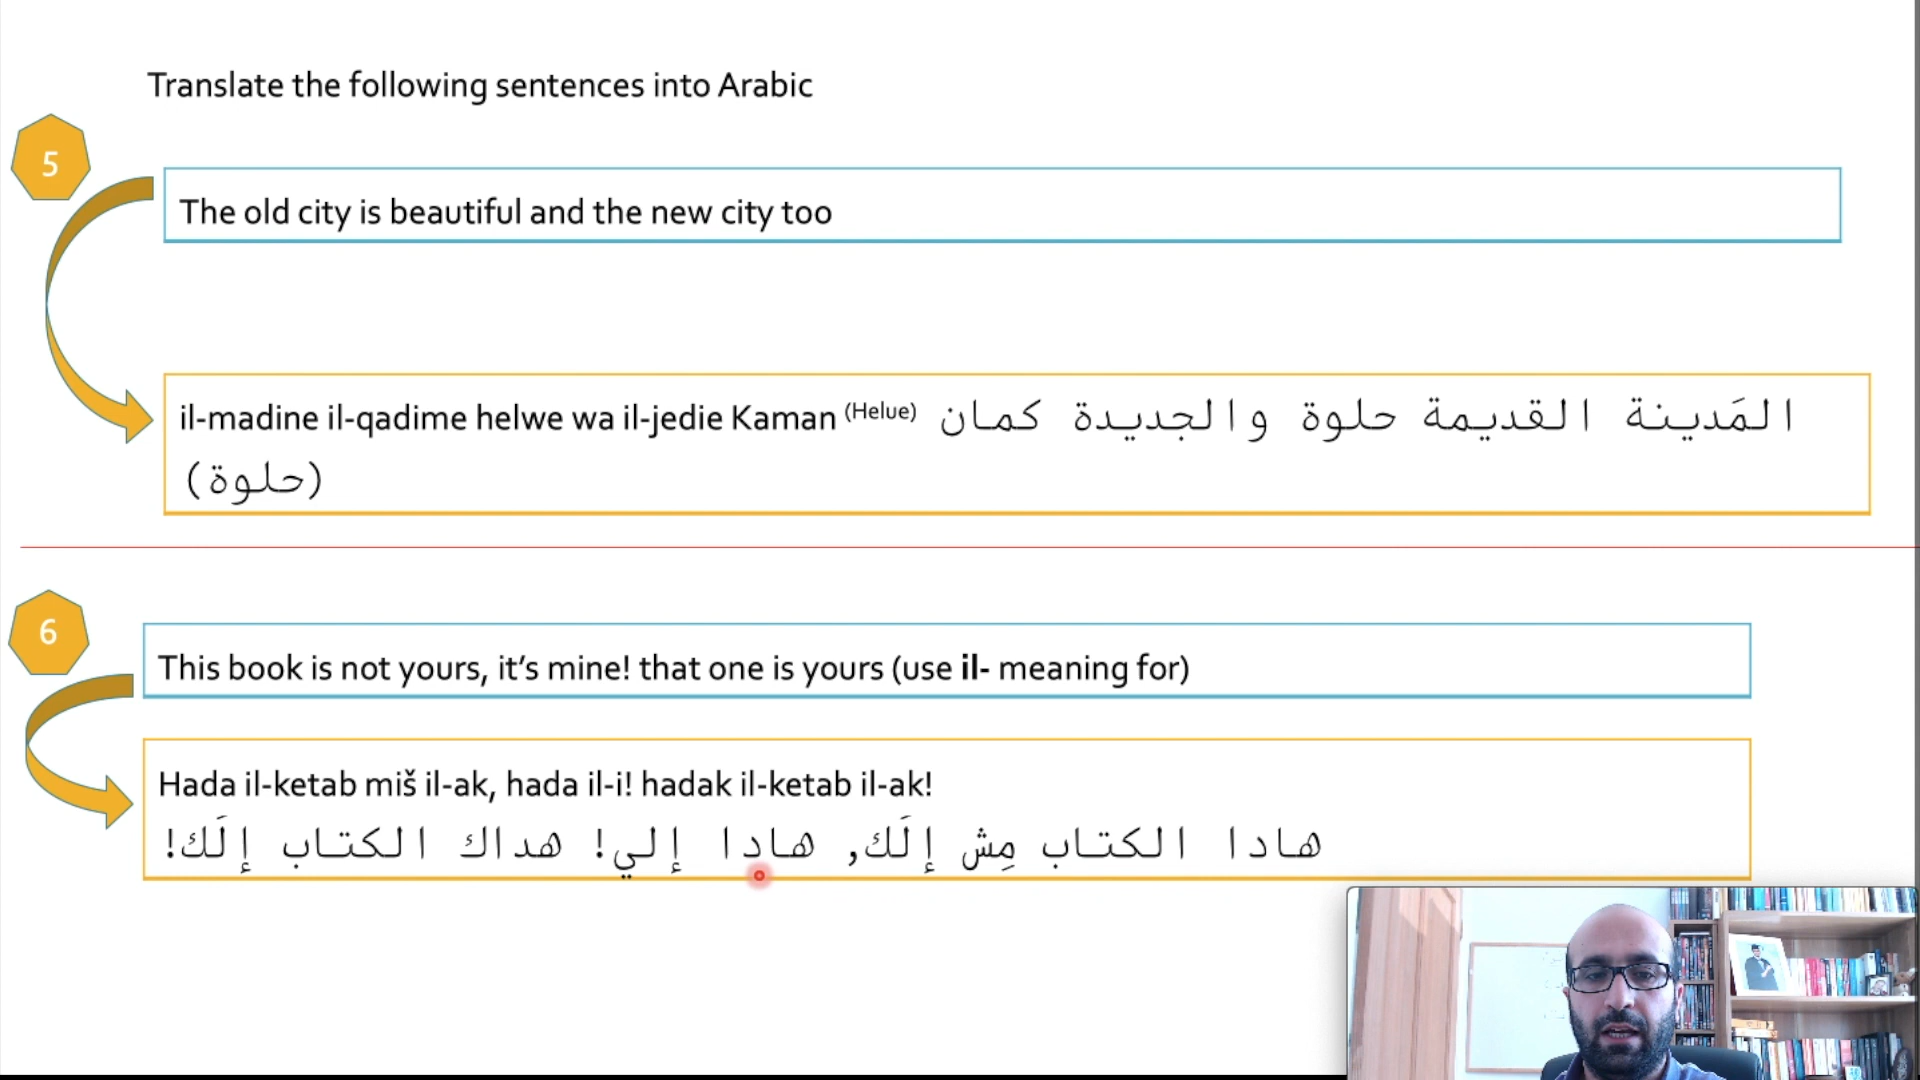 Translate the following sentences into Arabic
5
The old city is beautiful and the new city too
il-madine il-qadime helwe wa il-jedie Kaman (Helue) المَدينة القديمة حلوة والجديدة كمان
(حلوة)
6
This book is not yours, it’s mine! that one is yours (use il- meaning for)
Hada il-ketab miš il-ak, hada il-i! hadak il-ketab il-ak!
هادا الكتاب مِش إلَك, هادا إلي! هداك الكتاب إلَك!